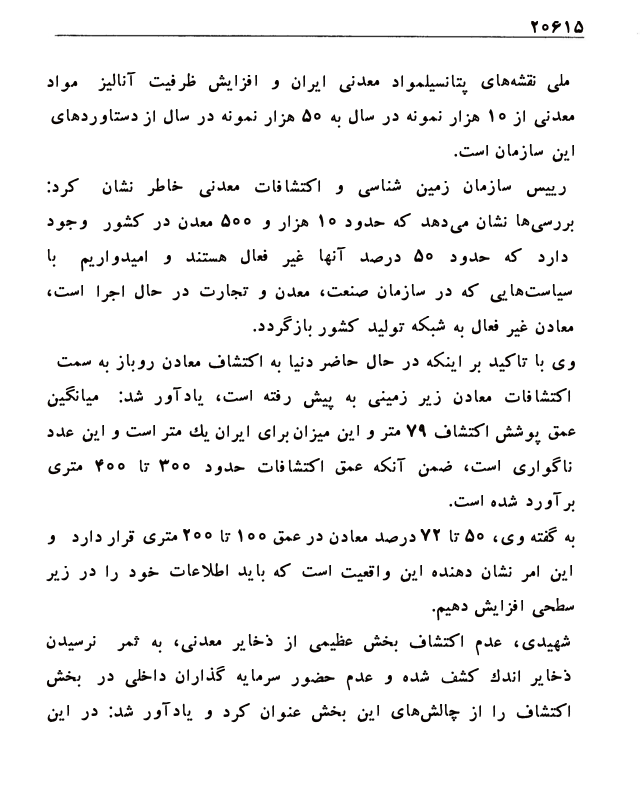 ۲۰۶۱۵
ملی نقشه‌های پتانسیلمواد معدنی ایران و افزایش ظرفیت آنالیز مواد
معدنی از ۱۰ هزار نمونه در سال به ۵۰ هزار نمونه در سال از دستاوردهای
این سازمان است.
رییس سازمان زمین شناسی و اکتشافات معدنی خاطر نشان کرد:
بررسی‌ها نشان می‌دهد که حدود ۱۰ هزار و ۵۰۰ معدن در کشور وجود
دارد که حدود ۵۰ درصد آنها غیر فعال هستند و امیدواریم با
سیاست‌هایی که در سازمان صنعت، معدن و تجارت در حال اجرا است،
معادن غیر فعال به شبکه تولید کشور بازگردد.
وی با تاکید بر اینکه در حال حاضر دنیا به اکتشاف معادن روباز به سمت
اکتشافات معادن زیر زمینی به پیش رفته است، یادآور شد: میانگین
عمق پوشش اکتشاف ۷۹ متر و این میزان برای ایران یك متر است و این عدد
ناگواری است، ضمن آنکه عمق اکتشافات حدود ۳۰۰ تا ۴۰۰ متری
برآورد شده است.
به گفته وی، ۵۰ تا ۷۲ درصد معادن در عمق ۱۰۰ تا ۲۰۰ متری قرار دارد و
این امر نشان دهنده این واقعیت است که باید اطلاعات خود را در زیر
سطحی افزایش دهیم.
شهیدی، عدم اکتشاف بخش عظیمی از ذخایر معدنی، به ثمر نرسیدن
ذخایر اندك کشف شده و عدم حضور سرمایه گذاران داخلی در بخش
اکتشاف را از چالش‌های این بخش عنوان کرد و یادآور شد: در این